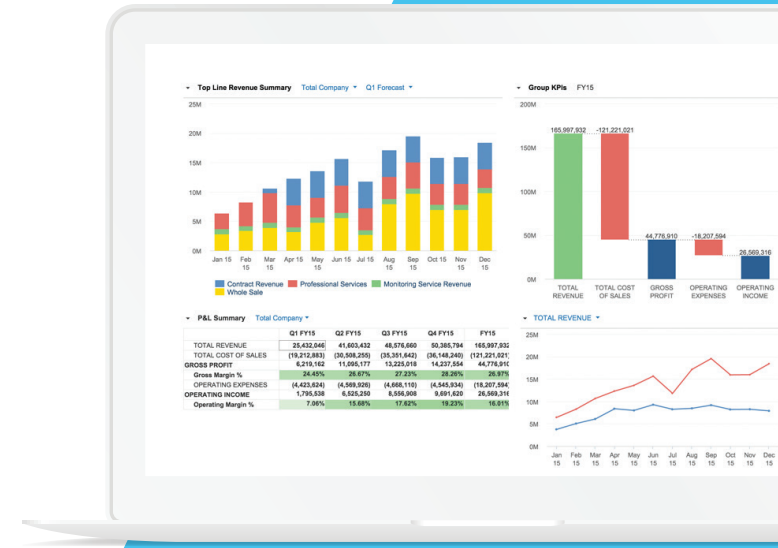 Top Line Revenue Summary Total Company Q1 Forecast
25M
20M
15M
10M
5M
0M
Jan 15 Feb 15 Mar 15 Apr 15 May 15 Jun 15 Jul 15 Aug 15 Sep 15 Oct 15 Nov 15 Dec 15
Contract Revenue Professional Services Monitoring Service Revenue
Whole Sale
Group KPIs FY15
200M
150M
100M
50M
0M
165,997,932 -121,221,021
44,776,910 -18,207,594
26,569,316
TOTAL REVENUE TOTAL COST OF SALES GROSS PROFIT OPERATING EXPENSES OPERATING INCOME
P&L Summary Total Company
Q1 FY15 Q2 FY15 Q3 FY15 Q4 FY15 FY15
TOTAL REVENUE 25,432,046 41,603,432 48,576,660 50,385,794 165,997,932
TOTAL COST OF SALES (19,212,883) (30,508,255) (35,351,642) (36,148,240) (121,221,021)
GROSS PROFIT 6,219,162 11,095,177 13,225,018 14,237,554 44,776,910
Gross Margin % 24.45% 26.67% 27.23% 28.26% 26.97%
OPERATING EXPENSES (4,423,624) (4,569,926) (4,668,110) (4,545,934) (18,207,594)
OPERATING INCOME 1,795,538 6,525,250 8,556,908 9,691,620 26,569,316
Operating Margin % 7.06% 15.68% 17.62% 19.23% 16.01%
TOTAL REVENUE
25M
20M
15M
10M
5M
0M
Jan 15 Feb 15 Mar 15 Apr 15 May 15 Jun 15 Jul 15 Aug 15 Sep 15 Oct 15 Nov 15 Dec 15